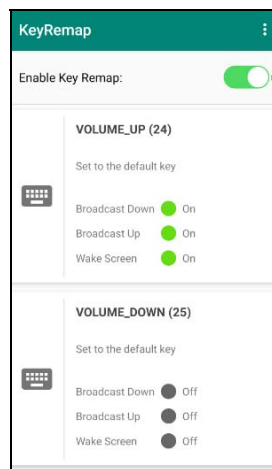 KeyRemap
Enable Key Remap:
VOLUME_UP (24)
Set to the default key
Broadcast Down On
Broadcast Up On
Wake Screen On
VOLUME_DOWN (25)
Set to the default key
Broadcast Down Off
Broadcast Up Off
Wake Screen Off